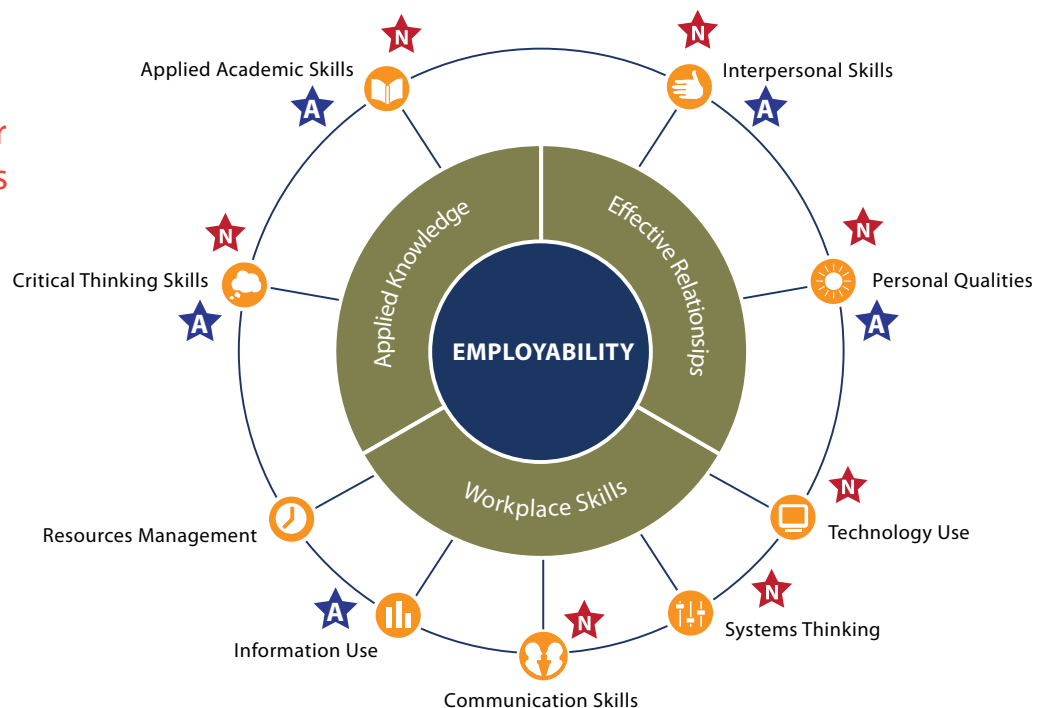 N
N
Applied Academic Skills
Interpersonal Skills
A
A
r
s
N
N
Critical Thinking Skills
Personal Qualities
A
A
Applied Knowledge
Effective Relationsips
EMPLOYABILITY
Workplace Skills
N
Resources Management
Technology Use
N
A
N
Information Use
Systems Thinking
Communication Skills